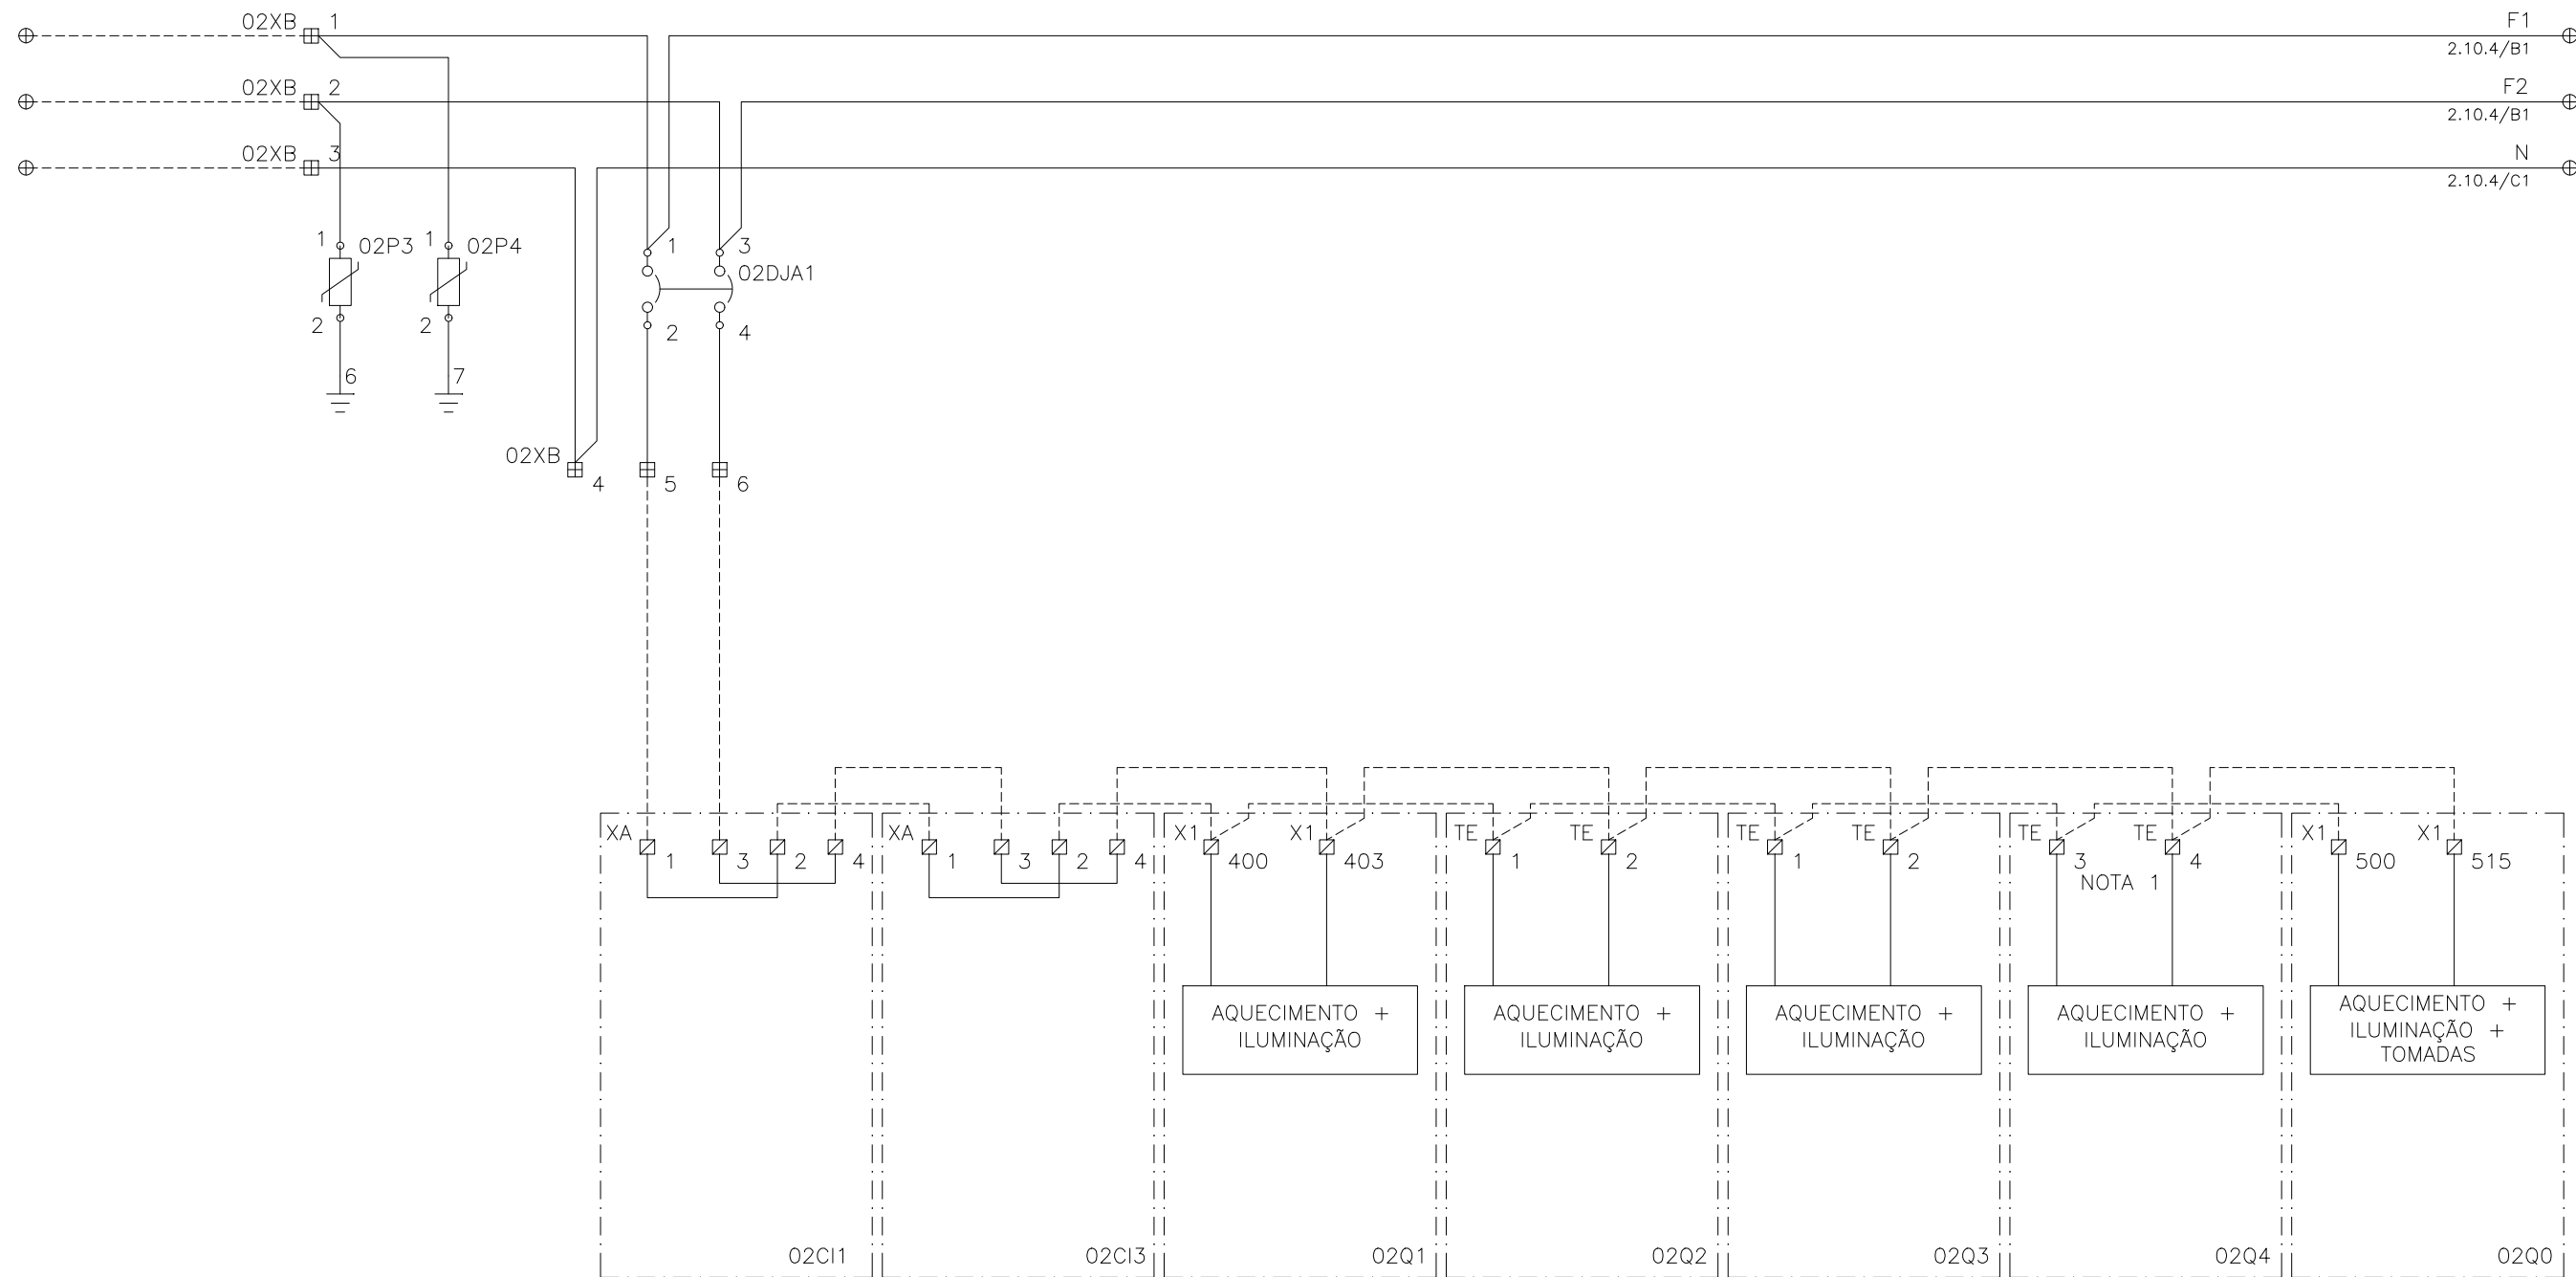 02XB 1
F1
2.10.4/B1
02XB 2
F2
2.10.4/B1
02XB 3
N
2.10.4/C1
1 02P3 1 02P4 1 3
02DJA1
2 2 2 4
6 7
02XB
4 5 6
XA XA X1 X1 TE TE TE TE TE TE X1 X1
1 3 2 4 1 3 2 4 400 403 1 2 1 2 3 4 500 515
NOTA 1
AQUECIMENTO +
ILUMINAÇÃO
AQUECIMENTO +
ILUMINAÇÃO
AQUECIMENTO +
ILUMINAÇÃO
AQUECIMENTO +
ILUMINAÇÃO
AQUECIMENTO +
ILUMINAÇÃO +
TOMADAS
02CI1 02CI3 02Q1 02Q2 02Q3 02Q4 02Q0